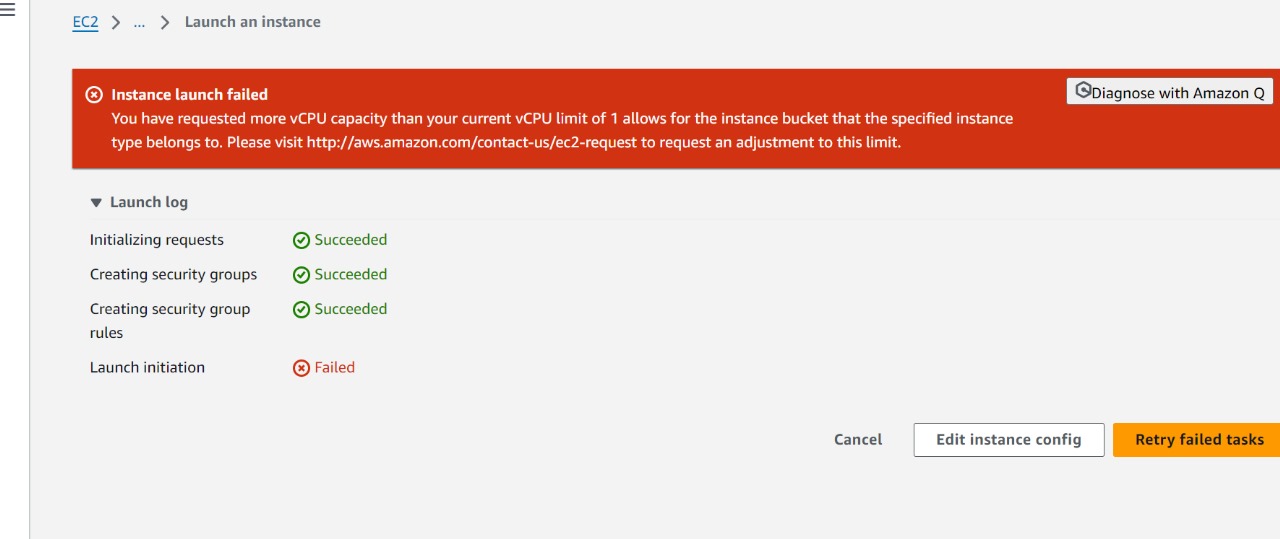 EC2 > ... > Launch an instance
Instance launch failed
Diagnose with Amazon Q
You have requested more vCPU capacity than your current vCPU limit of 1 allows for the instance bucket that the specified instance
type belongs to. Please visit http://aws.amazon.com/contact-us/ec2-request to request an adjustment to this limit.
Launch log
Initializing requests Succeeded
Creating security groups Succeeded
Creating security group Succeeded
rules
Launch initiation Failed
Cancel Edit instance config Retry failed tasks